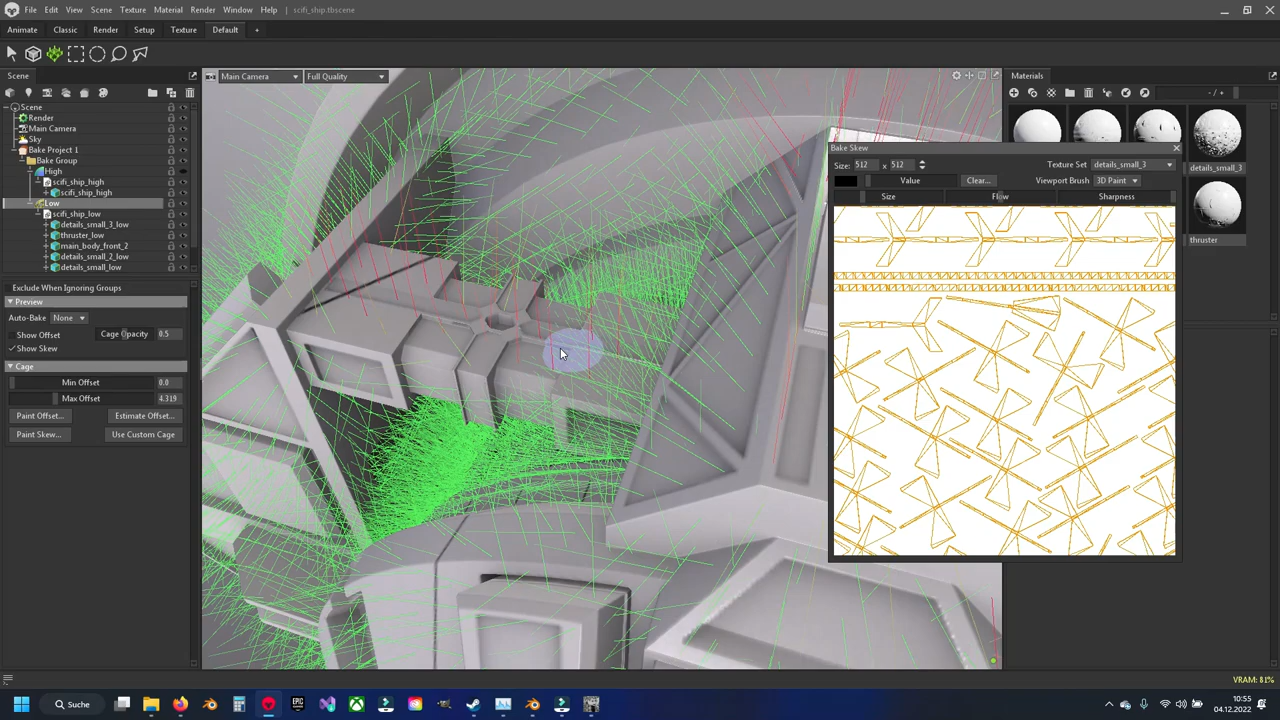 File Edit View Scene Texture Material Render Window Help scifi_ship.tbscene
Animate Classic Render Setup Texture Default +
Scene
Main Camera Full Quality
Materials
Scene
Render
Main Camera
Sky
Bake Project 1
Bake Group
High
scifi_ship_high
scifi_ship_high
Low
scifi_ship_low
details_small_3_low
thruster_low
main_body_front_2
details_small_2_low
details_small_low
Exclude When Ignoring Groups
Preview
Auto-Bake None
Show Offset Cage Opacity 0.5
Show Skew
Cage
Min Offset 0.0
Max Offset 4.319
Paint Offset... Estimate Offset...
Paint Skew... Use Custom Cage
- / +
details_small_3
thruster
Bake Skew
Size: 512 x 512 Texture Set details_small_3
Value Clear... Viewport Brush 3D Paint
Size Flow Sharpness
VRAM: 81%
Suche
EPIC
10:55
04.12.2022